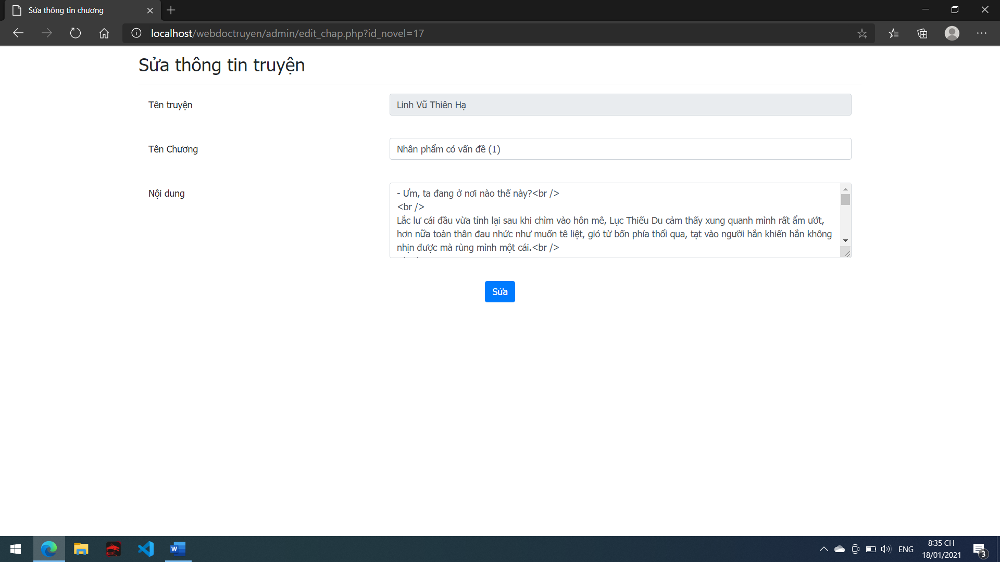 Sửa thông tin chương
localhost/webdoctruyen/admin/edit_chap.php?id_novel=17
Sửa thông tin truyện
Tên truyện
Linh Vũ Thiên Hạ
Tên Chương
Nhân phẩm có vấn đề (1)
Nội dung
- Ưm, ta đang ở nơi nào thế này?<br />
<br />
Lắc lư cái đầu vừa tỉnh lại sau khi chìm vào hôn mê, Lục Thiếu Du cảm thấy xung quanh mình rất ẩm ướt,
hơn nữa toàn thân đau nhức như muốn tê liệt, gió từ bốn phía thổi qua, tạt vào người hắn khiến hắn không
nhịn được mà rùng mình một cái.<br />
Sửa
W
ENG
8:35 CH
18/01/2021
3